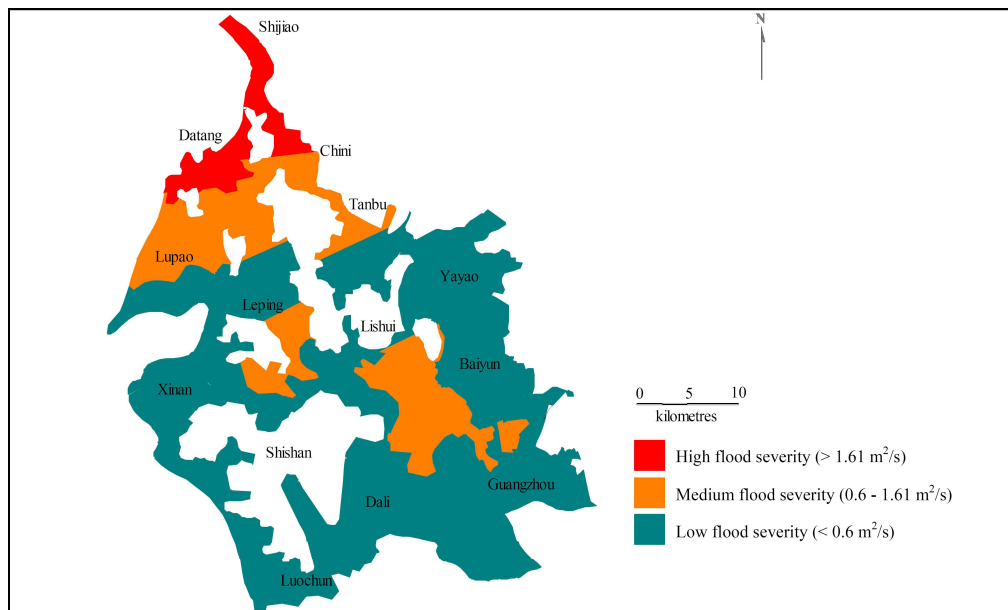 N
Shijiao
Datang
Chini
Tanbu
Lupao
Yayao
Leping
Lishui
Baiyun
Xinan
Shishan
Guangzhou
Dali
Luochun
0 5 10
kilometres
High flood severity (> 1.61 m²/s)
Medium flood severity (0.6 - 1.61 m²/s)
Low flood severity (< 0.6 m²/s)